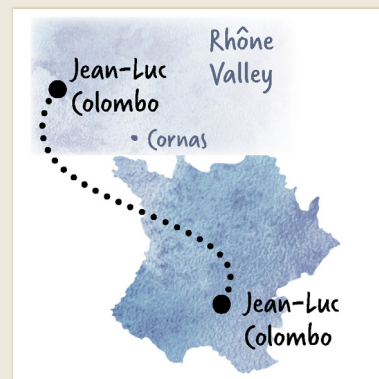 Rhône
Valley
Jean-Luc
Colombo
Cornas
Jean-Luc
Colombo